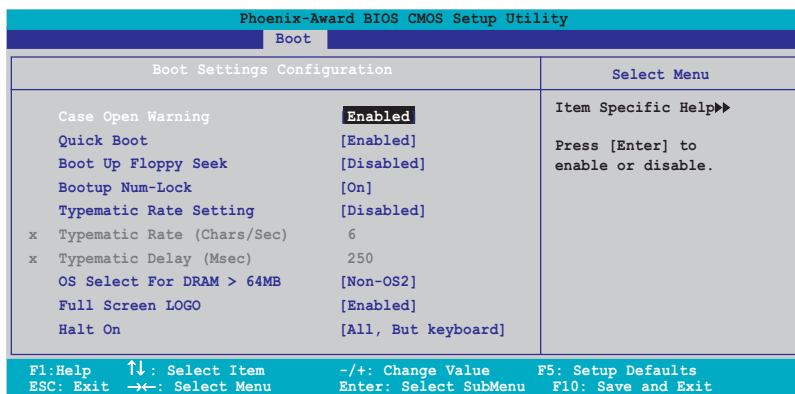 Phoenix-Award BIOS CMOS Setup Utility
Boot
Boot Settings Configuration
Select Menu
Case Open Warning Enabled
Quick Boot [Enabled]
Boot Up Floppy Seek [Disabled]
Bootup Num-Lock [On]
Typematic Rate Setting [Disabled]
x Typematic Rate (Chars/Sec) 6
x Typematic Delay (Msec) 250
OS Select For DRAM > 64MB [Non-OS2]
Full Screen LOGO [Enabled]
Halt On [All, But keyboard]
Item Specific Help▶▶
Press [Enter] to
enable or disable.
F1:Help ↑↓: Select Item -/+: Change Value F5: Setup Defaults
ESC: Exit →←: Select Menu Enter: Select SubMenu F10: Save and Exit